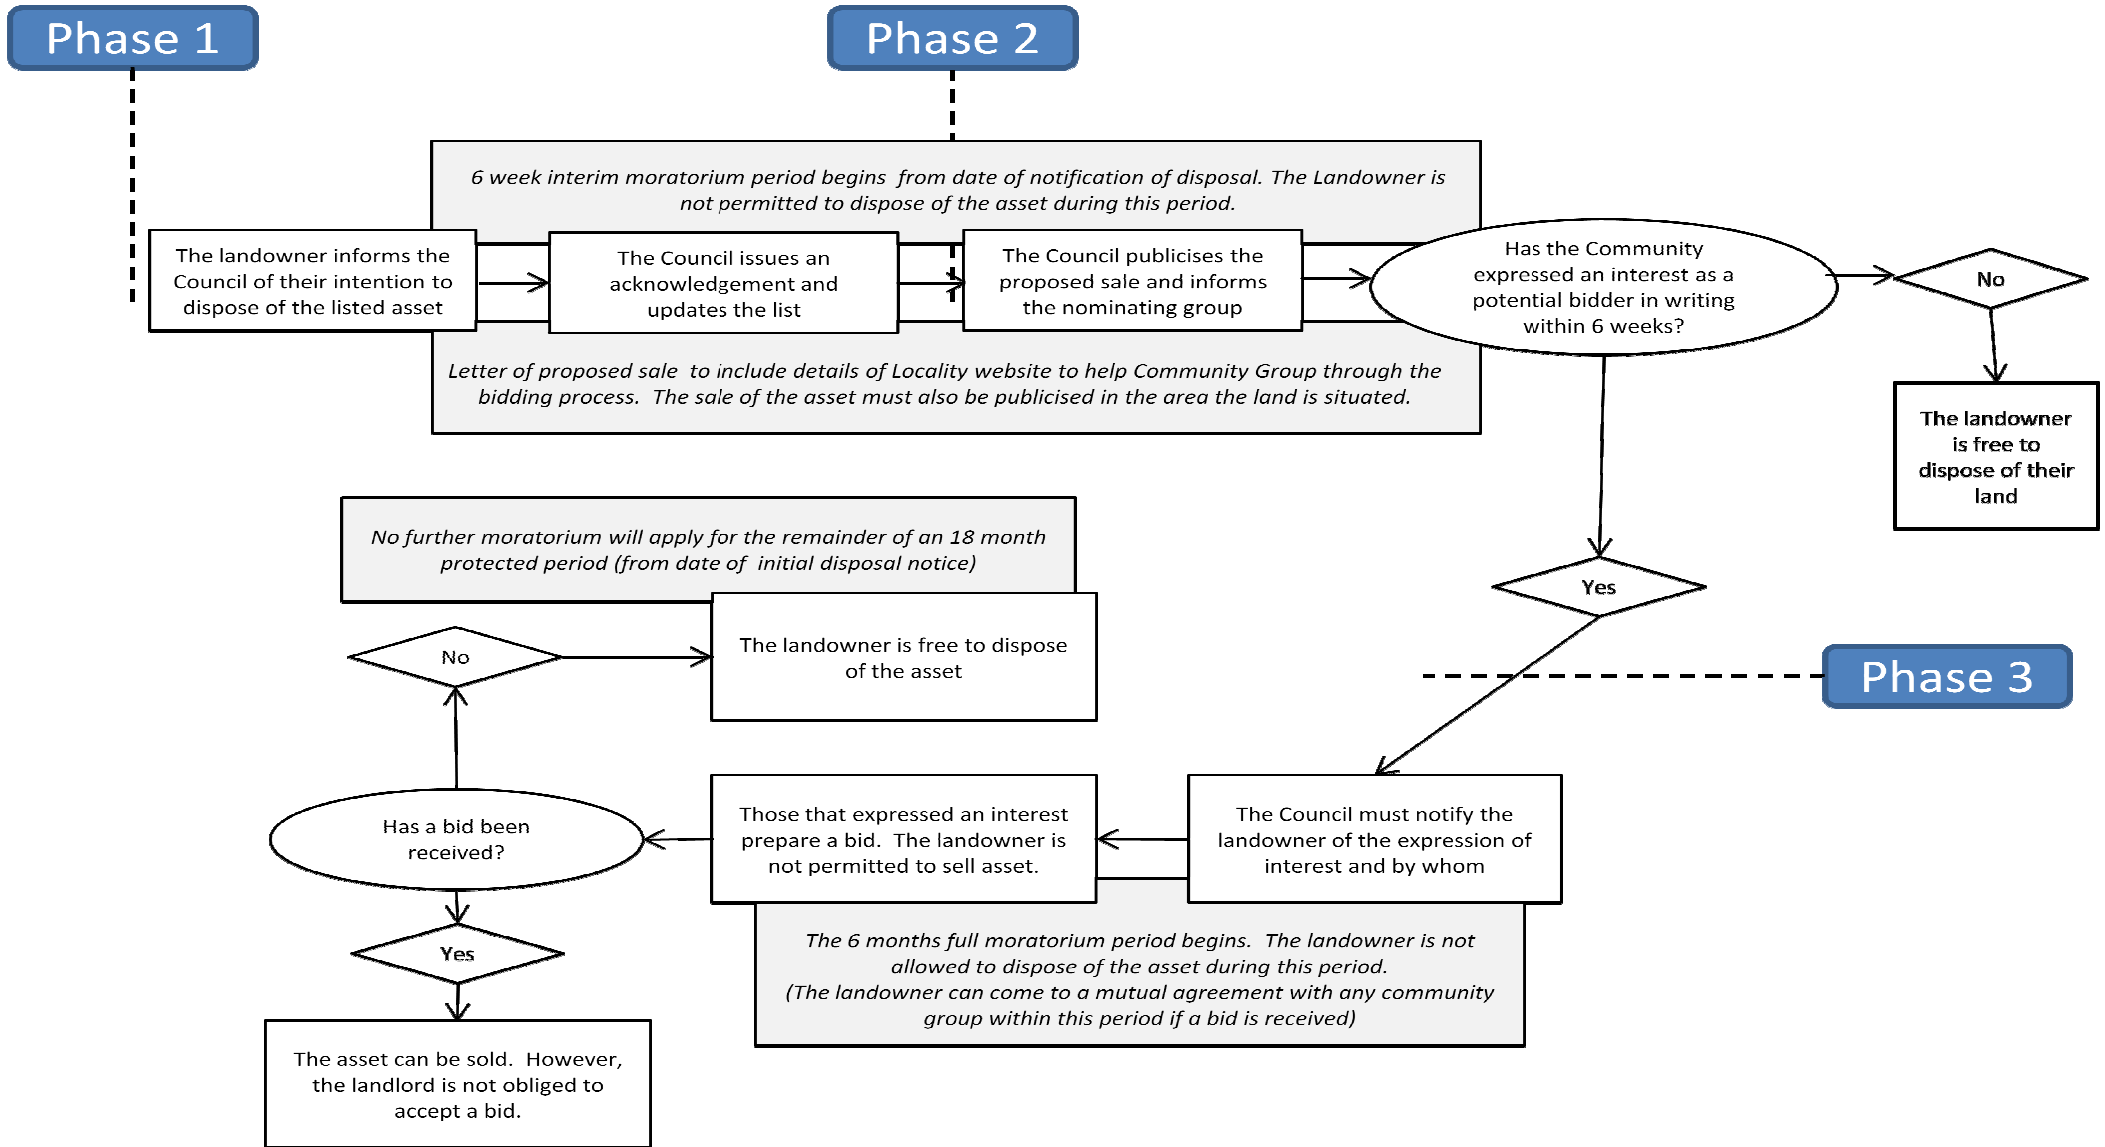 Phase 1
Phase 2
6 week interim moratorium period begins from date of notification of disposal. The Landowner is
not permitted to dispose of the asset during this period.
The landowner informs the
Council of their intention to
dispose of the listed asset
The Council issues an
acknowledgement and
updates the list
The Council publicises the
proposed sale and informs
the nominating group
Has the Community
expressed an interest as a
potential bidder in writing
within 6 weeks?
No
Letter of proposed sale to include details of Locality website to help Community Group through the
bidding process. The sale of the asset must also be publicised in the area the land is situated.
The landowner
is free to
dispose of their
land
Yes
Phase 3
No further moratorium will apply for the remainder of an 18 month
protected period (from date of initial disposal notice)
No
The landowner is free to dispose
of the asset
Has a bid been
received?
Those that expressed an interest
prepare a bid. The landowner is
not permitted to sell asset.
The Council must notify the
landowner of the expression of
interest and by whom
The 6 months full moratorium period begins. The landowner is not
allowed to dispose of the asset during this period.
(The landowner can come to a mutual agreement with any community
group within this period if a bid is received)
Yes
The asset can be sold. However,
the landlord is not obliged to
accept a bid.